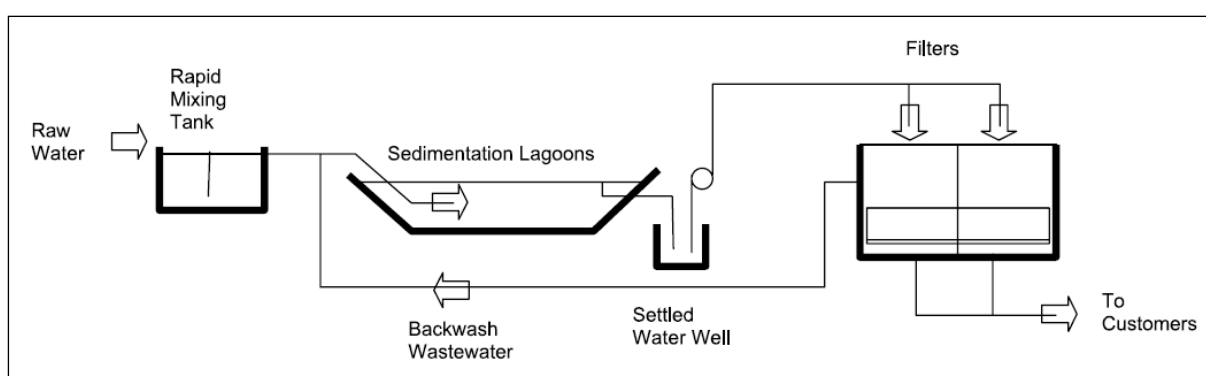 Filters
Rapid
Mixing
Tank
Raw
Water
Sedimentation Lagoons
Backwash
Wastewater
Settled
Water Well
To
Customers